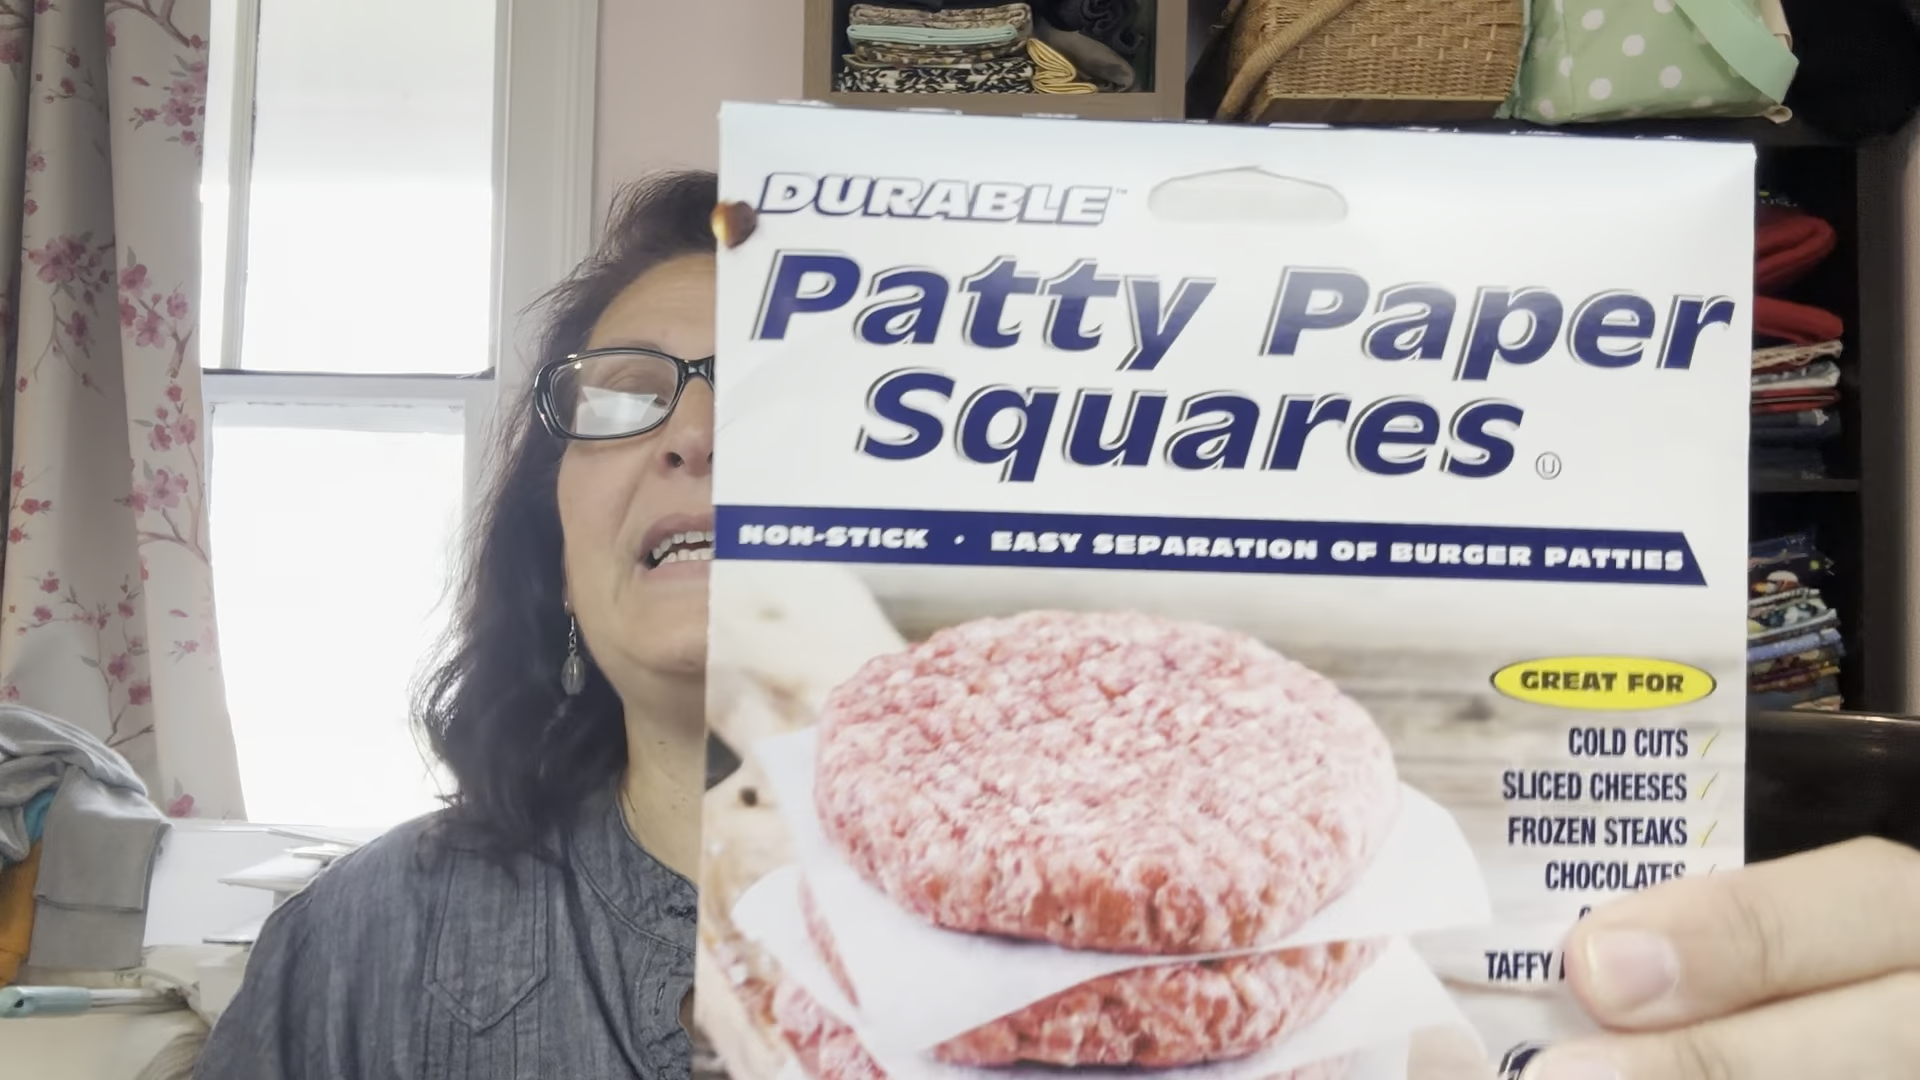 DURABLE™
Patty Paper
Squares
NON-STICK · EASY SEPARATION OF BURGER PATTIES
GREAT FOR
COLD CUTS
SLICED CHEESES
FROZEN STEAKS
CHOCOLATES
TAFFY